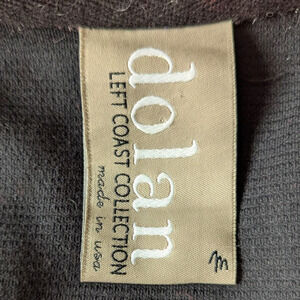 dolan
LEFT COAST COLLECTION
made in usa
M